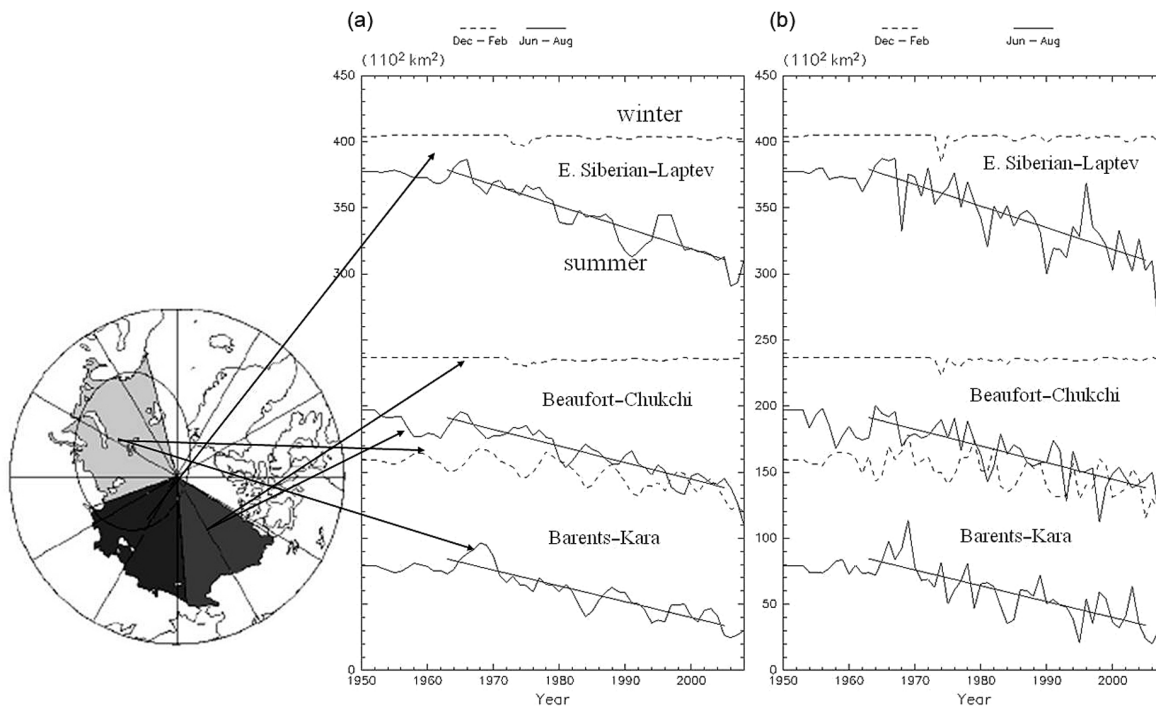 (a)
Dec – Feb Jun – Aug
(110² km²)
450
400
350
300
250
200
150
100
50
0
winter
E. Siberian–Laptev
summer
Beaufort–Chukchi
Barents–Kara
1950 1960 1970 1980 1990 2000
Year
(b)
Dec – Feb Jun – Aug
(110² km²)
450
400
350
300
250
200
150
100
50
0
E. Siberian–Laptev
Beaufort–Chukchi
Barents–Kara
1950 1960 1970 1980 1990 2000
Year